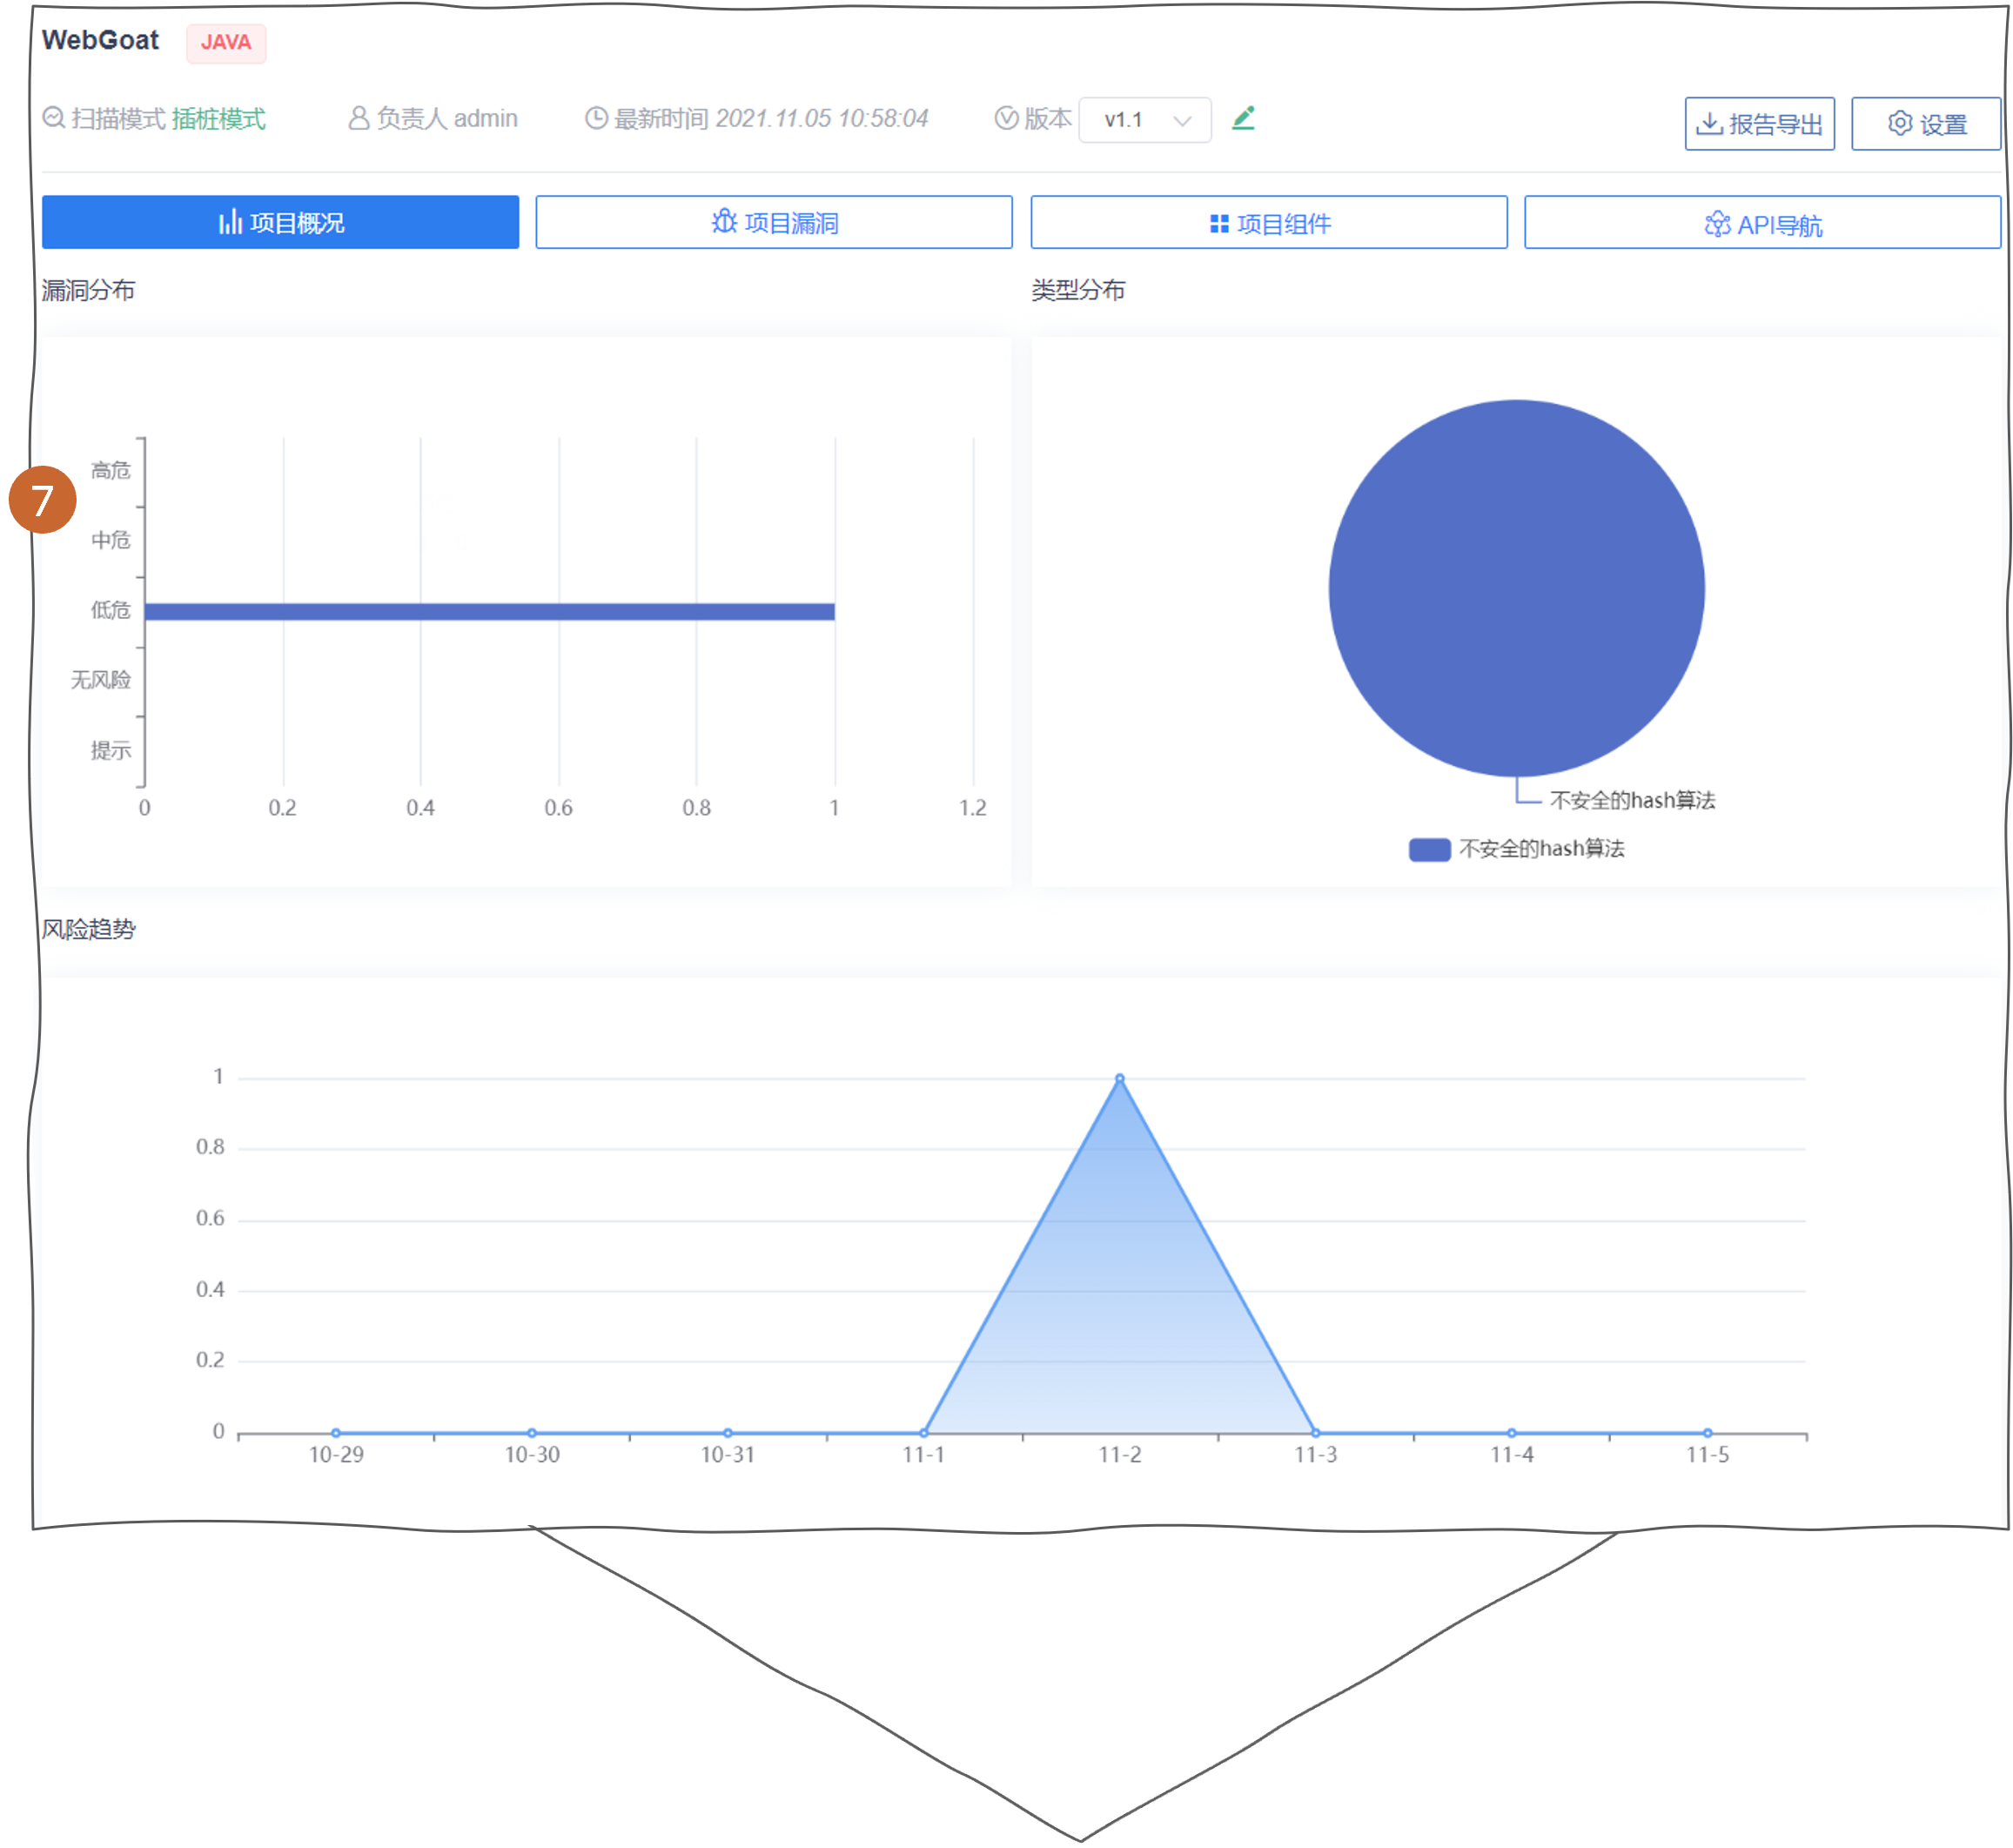 WebGoat JAVA
扫描模式 插桩模式 负责人 admin 最新时间 2021.11.05 10:58:04 版本 v1.1 报告导出 设置
项目概况 项目漏洞 项目组件 API导航
漏洞分布 类型分布
7
高危
中危
低危
无风险
提示
0 0.2 0.4 0.6 0.8 1 1.2
不安全的hash算法
不安全的hash算法
风险趋势
1
0.8
0.6
0.4
0.2
0
10-29 10-30 10-31 11-1 11-2 11-3 11-4 11-5